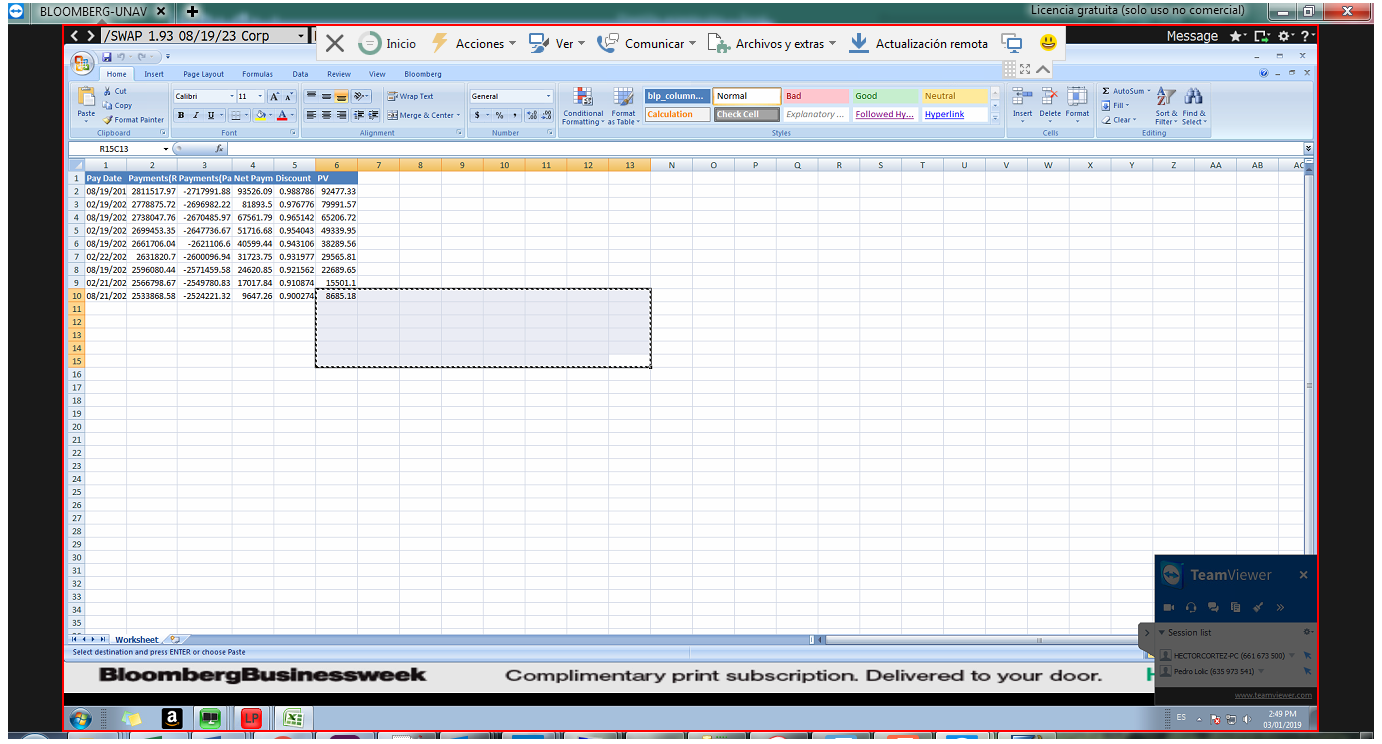 BLOOMBERG-UNAV × +
Licencia gratuita (solo uso no comercial)
< > /SWAP 1.93 08/19/23 Corp
Inicio Acciones Ver Comunicar Archivos y extras Actualización remota
Message
Home Insert Page Layout Formulas Data Review View Bloomberg
Paste
Cut
Copy
Format Painter
Clipboard
Calibri 11
B I U
Font
Wrap Text
Merge & Center
Alignment
General
$ % ,
Number
Conditional Formatting
Format as Table
blp_column... Normal Bad Good Neutral
Calculation Check Cell Explanatory ... Followed Hy... Hyperlink
Styles
Insert Delete Format
Cells
Σ AutoSum
Fill
Clear
Sort & Filter
Find & Select
Editing
R15C13 fx
1 2 3 4 5 6 7 8 9 10 11 12 13 N O P Q R S T U V W X Y Z AA AB AC
1 Pay Date Payments(R Payments(Pa Net Paym Discount PV
2 08/19/201 2811517.97 -2717991.88 93526.09 0.988786 92477.33
3 02/19/202 2778875.72 -2696982.22 81893.5 0.976776 79991.57
4 08/19/202 2738047.76 -2670485.97 67561.79 0.965142 65206.72
5 02/19/202 2699453.35 -2647736.67 51716.68 0.954043 49339.95
6 08/19/202 2661706.04 -2621106.6 40599.44 0.943106 38289.56
7 02/22/202 2631820.7 -2600096.94 31723.75 0.931977 29565.81
8 08/19/202 2596080.44 -2571459.58 24620.85 0.921562 22689.65
9 02/21/202 2566798.67 -2549780.83 17017.84 0.910874 15501.1
10 08/21/202 2533868.58 -2524221.32 9647.26 0.900274 8685.18
11
12
13
14
15
16
17
18
19
20
21
22
23
24
25
26
27
28
29
30
31
32
33
34
35
Worksheet
Select destination and press ENTER or choose Paste
TeamViewer ×
Session list
HECTORCORTEZ-PC (661 673 500)
Pedro Lolic (635 973 541)
www.teamviewer.com
BloombergBusinessweek Complimentary print subscription. Delivered to your door.
a
LP
ES
2:49 PM
03/01/2019